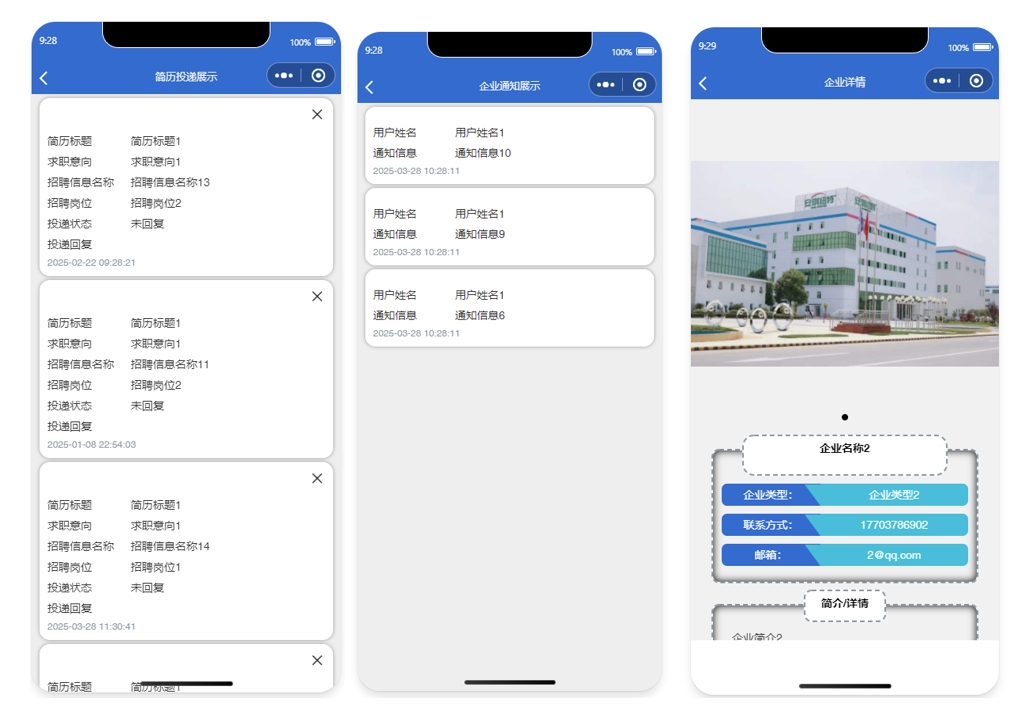 9:28
100%
简历投递展示
简历标题 简历标题1
求职意向 求职意向1
招聘信息名称 招聘信息名称13
招聘岗位 招聘岗位2
投递状态 未回复
投递回复
2025-02-22 09:28:21
简历标题 简历标题1
求职意向 求职意向1
招聘信息名称 招聘信息名称11
招聘岗位 招聘岗位2
投递状态 未回复
投递回复
2025-01-08 22:54:03
简历标题 简历标题1
求职意向 求职意向1
招聘信息名称 招聘信息名称14
招聘岗位 招聘岗位1
投递状态 未回复
投递回复
2025-03-28 11:30:41
简历标题 简历标题1
9:28
100%
企业通知展示
用户姓名 用户姓名1
通知信息 通知信息10
2025-03-28 10:28:11
用户姓名 用户姓名1
通知信息 通知信息9
2025-03-28 10:28:11
用户姓名 用户姓名1
通知信息 通知信息6
2025-03-28 10:28:11
9:29
100%
企业详情
企业名称2
企业类型: 企业类型2
联系方式: 17703786902
邮箱: 2@qq.com
简介/详情
企业简介2